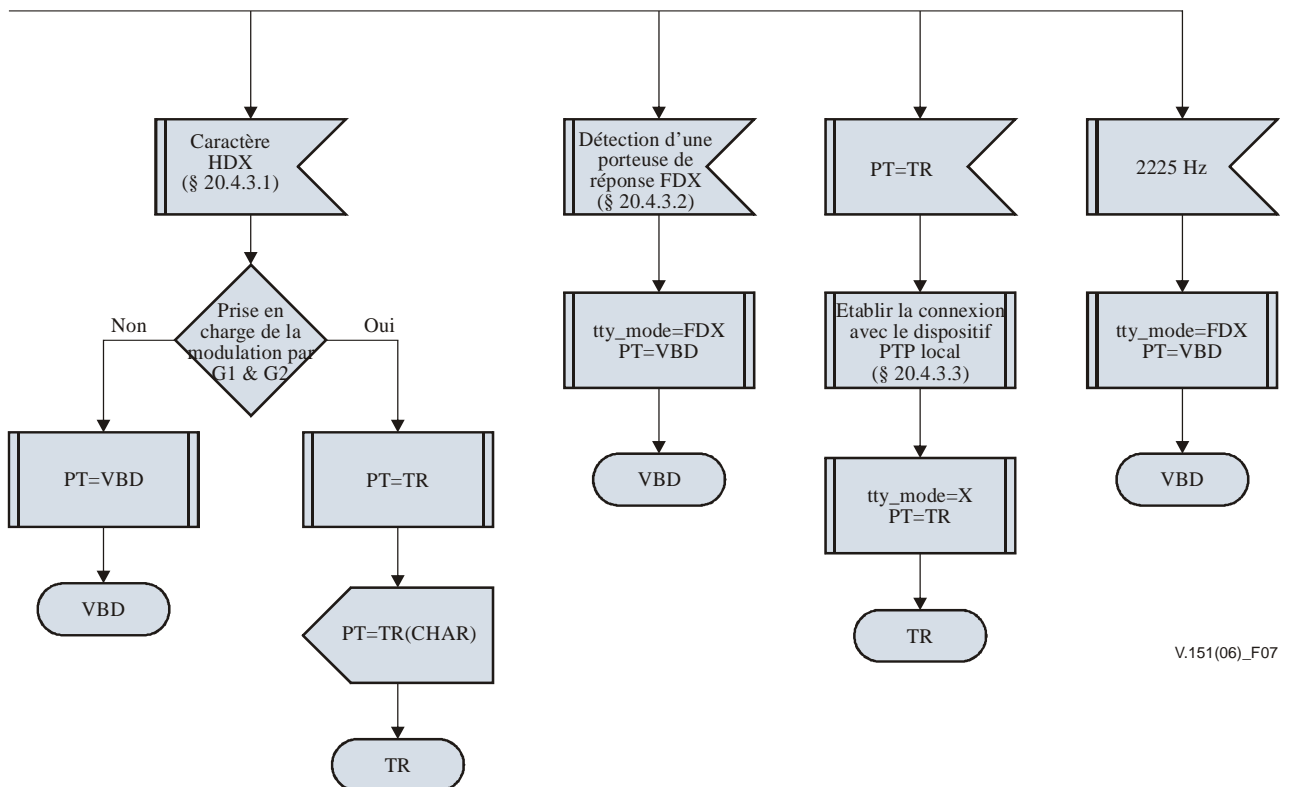 Caractère
HDX
(§ 20.4.3.1)
Détection d'une
porteuse de
réponse FDX
(§ 20.4.3.2)
PT=TR
2225 Hz
Prise en
charge de la
modulation par
G1 & G2
Non
Oui
tty_mode=FDX
PT=VBD
Etablir la connexion
avec le dispositif
PTP local
(§ 20.4.3.3)
tty_mode=FDX
PT=VBD
PT=VBD
PT=TR
VBD
tty_mode=X
PT=TR
VBD
VBD
PT=TR(CHAR)
TR
TR
V.151(06)_F07